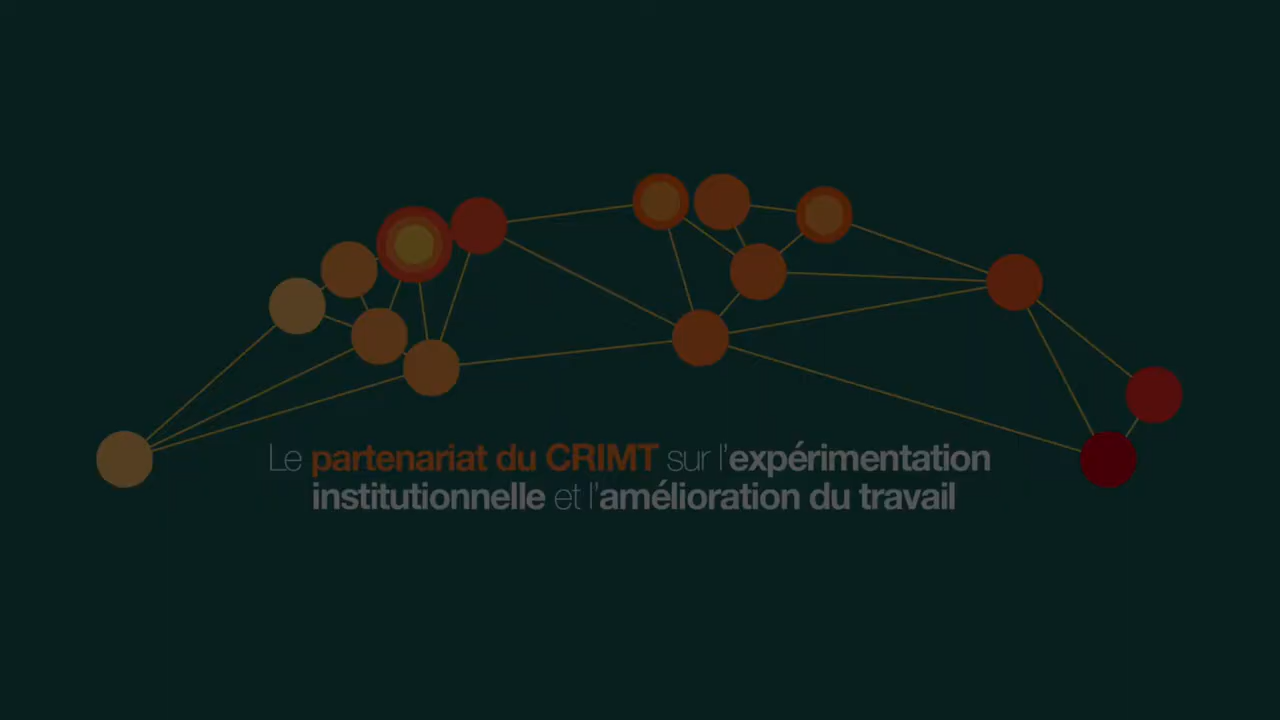 Le partenariat du CRIMT sur l'expérimentation
institutionnelle et l'amélioration du travail